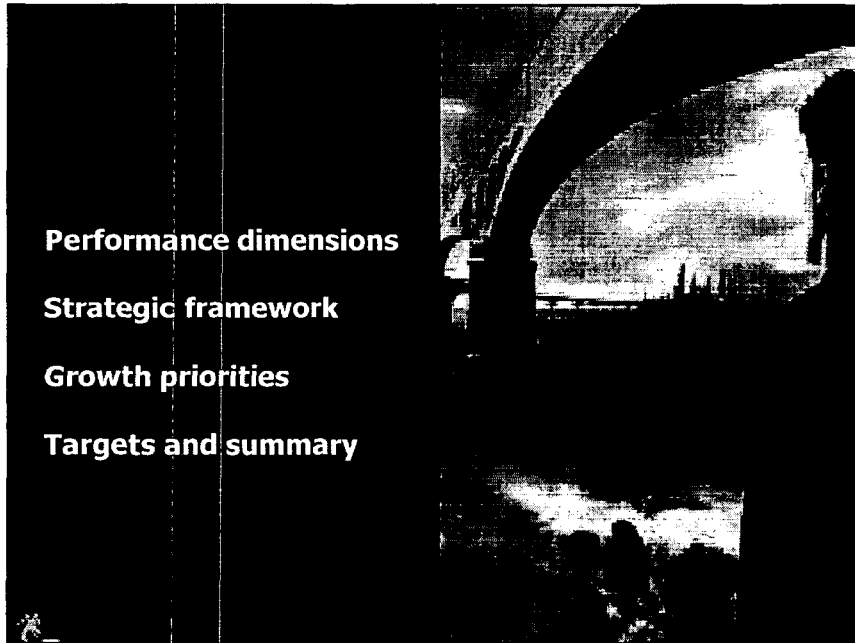 Performance dimensions
Strategic framework
Growth priorities
Targets and summary